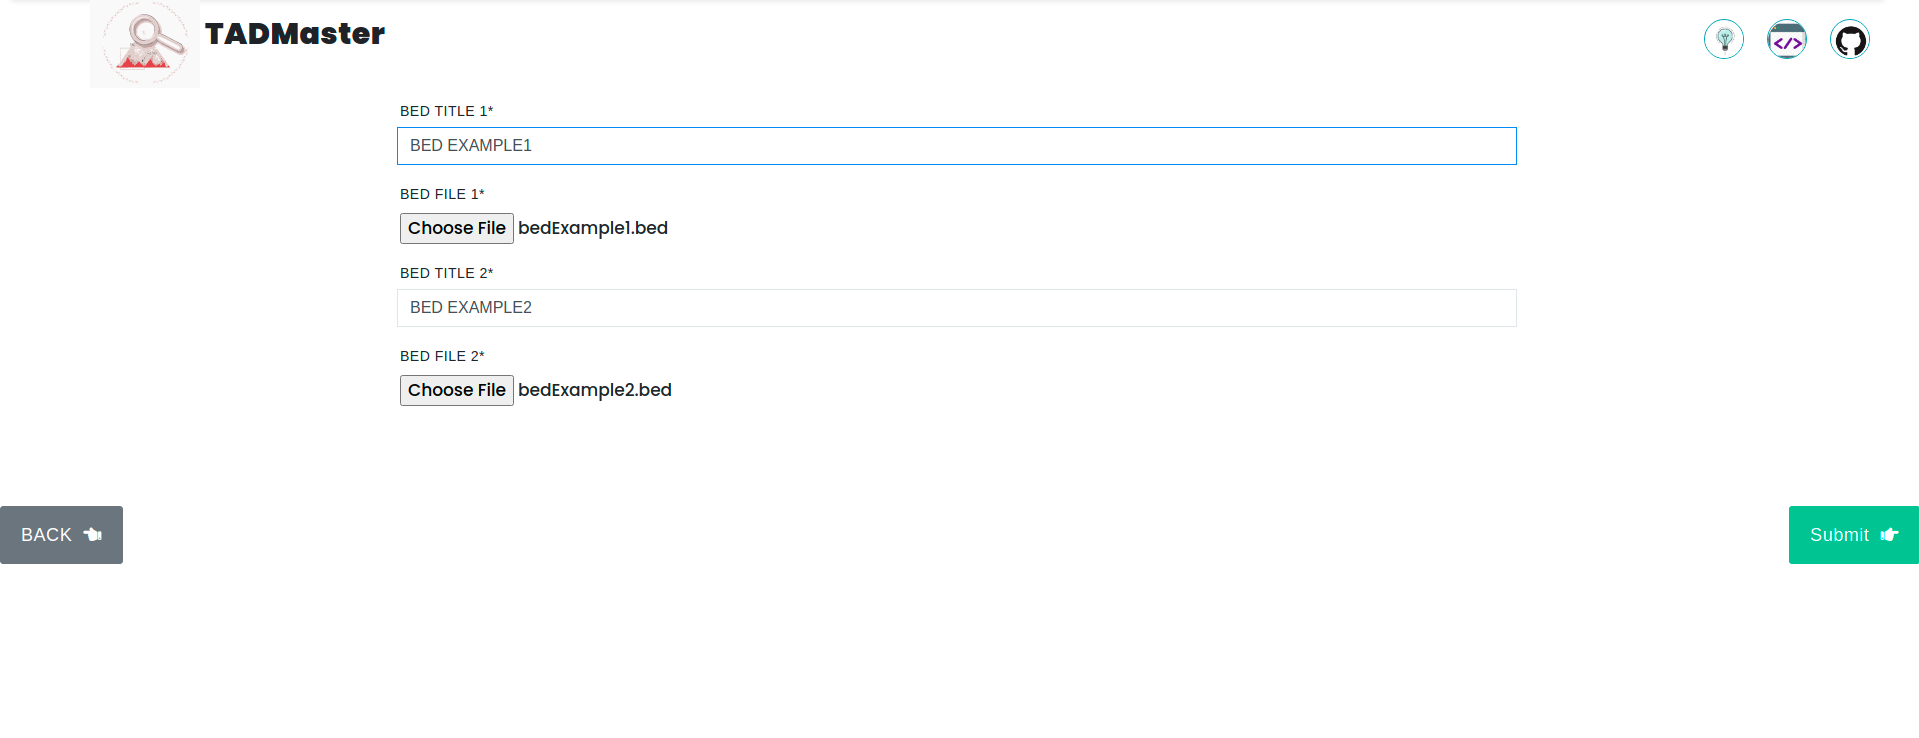 TADMaster
</>
BED TITLE 1*
BED EXAMPLE1
BED FILE 1*
Choose File bedExample1.bed
BED TITLE 2*
BED EXAMPLE2
BED FILE 2*
Choose File bedExample2.bed
BACK
Submit